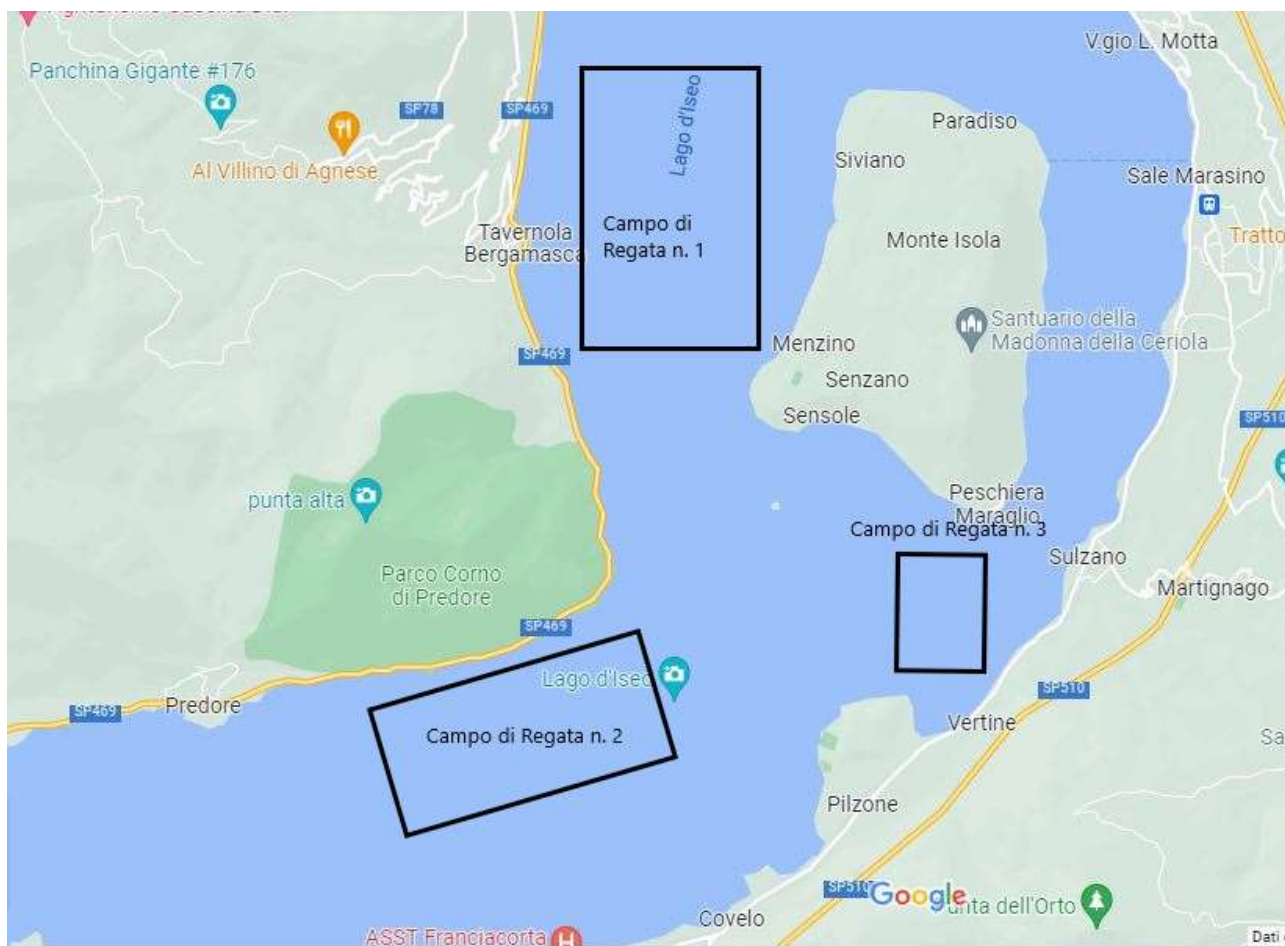 V.gio L. Motta
Panchina Gigante #176
SP78
SP469
Lago d'Iseo
Paradiso
Siviano
Al Villino di Agnese
Sale Marasino
Campo di
Regata n. 1
Tavernola
Bergamasca
Monte Isola
Tratto
Santuario della
Madonna della Ceriola
Menzino
SP469
Senzano
Sensole
SP510
punta alta
Peschiera
Maraglio
Campo di Regata n. 3
Sulzano
Parco Corno
di Predore
Martignago
SP469
Lago d'Iseo
SP510
Predore
SP469
Vertine
Campo di Regata n. 2
Sa
Pilzone
SP510
Google
dell'Orto
Covelo
ASST Franciacorta
Dati